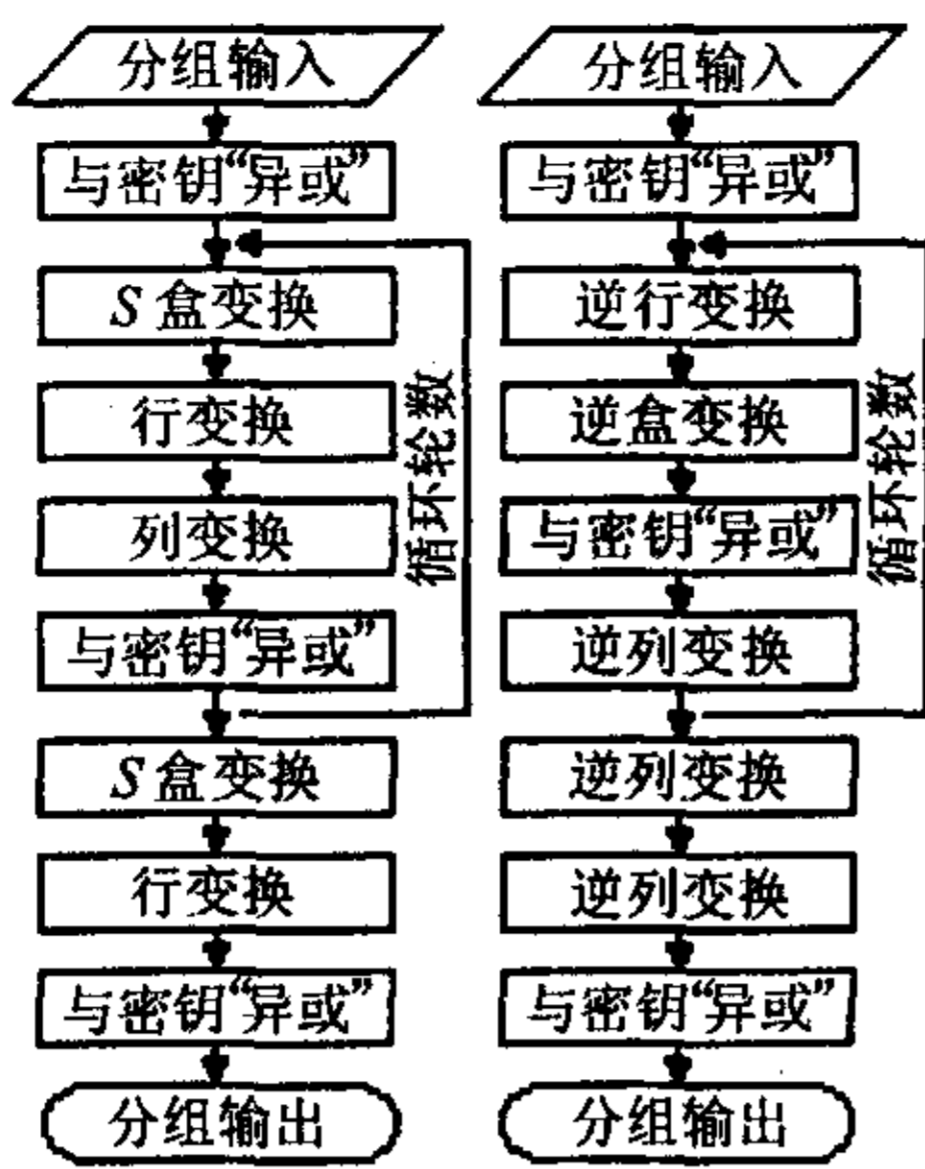 分组输入
与密钥“异或”
S盒变换
行变换
列变换
与密钥“异或”
循环轮数
S盒变换
行变换
与密钥“异或”
分组输出
分组输入
与密钥“异或”
逆行变换
逆盒变换
与密钥“异或”
逆列变换
循环轮数
逆列变换
逆列变换
与密钥“异或”
分组输出